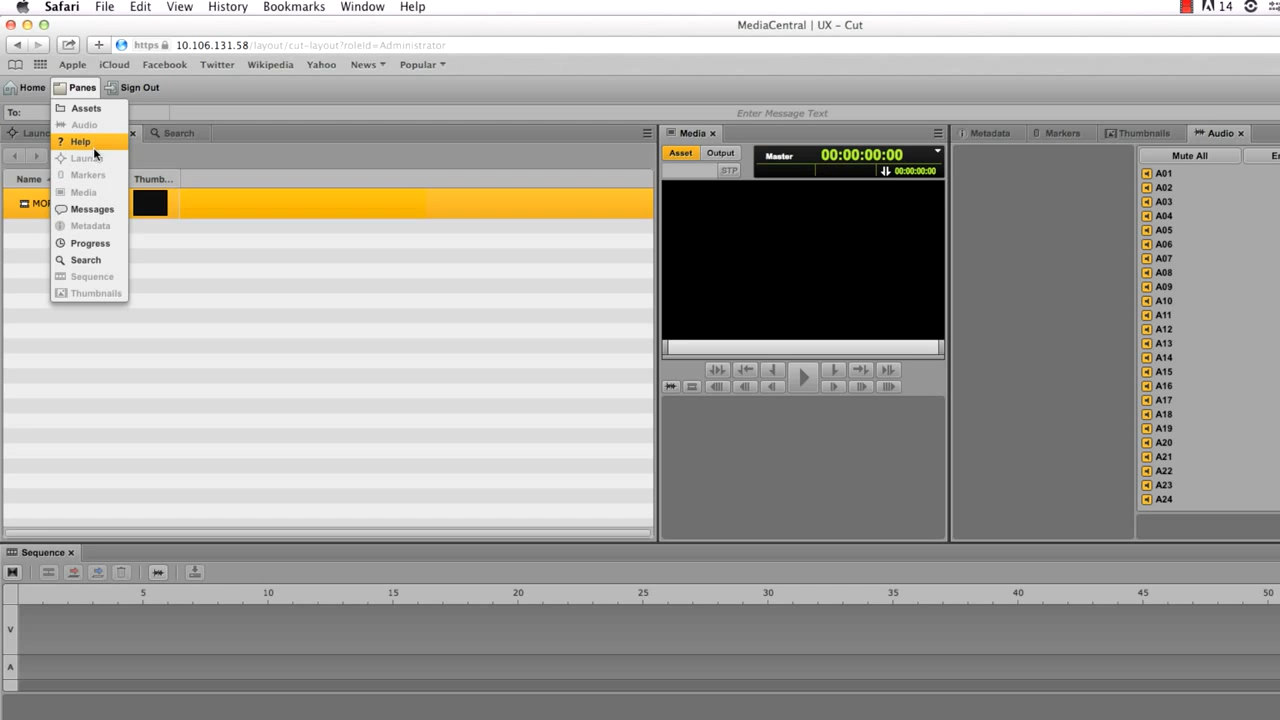 Safari File Edit View History Bookmarks Window Help 14
MediaCentral | UX - Cut
https 10.106.131.58/layout/cut-layout?roleId=Administrator
Apple iCloud Facebook Twitter Wikipedia Yahoo News Popular
Home Panes Sign Out
To: Enter Message Text
Search
Media
Metadata
Markers
Thumbnails
Audio
Assets
Audio
? Help
Markers
Media
Messages
Metadata
Progress
Search
Sequence
Thumbnails
Name
Thumb...
Asset Output
STP
Master 00:00:00:00
00:00:00:00
Mute All
A01
A02
A03
A04
A05
A06
A07
A08
A09
A10
A11
A12
A13
A14
A15
A16
A17
A18
A19
A20
A21
A22
A23
A24
Sequence
5 10 15 20 25 30 35 40 45 50
V
A